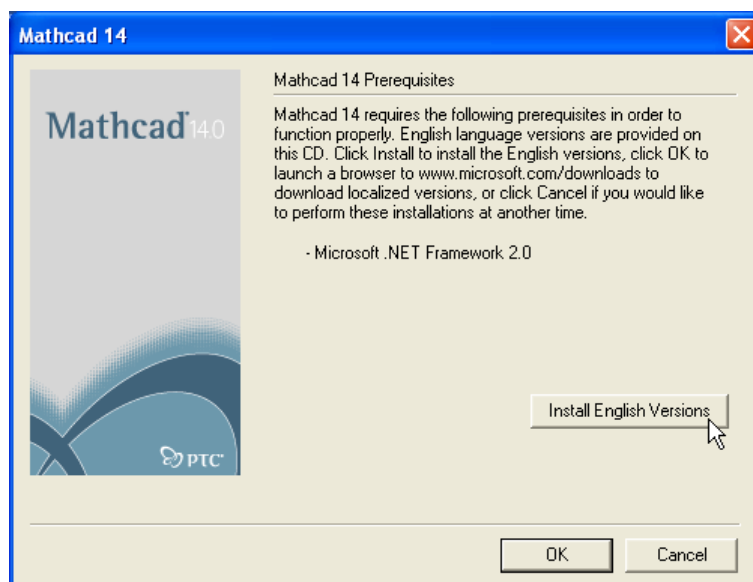 Mathcad 14
Mathcad 14.0
Mathcad 14 Prerequisites
Mathcad 14 requires the following prerequisites in order to
function properly. English language versions are provided on
this CD. Click Install to install the English versions, click OK to
launch a browser to www.microsoft.com/downloads to
download localized versions, or click Cancel if you would like
to perform these installations at another time.
- Microsoft .NET Framework 2.0
Install English Versions
PTC
OK
Cancel